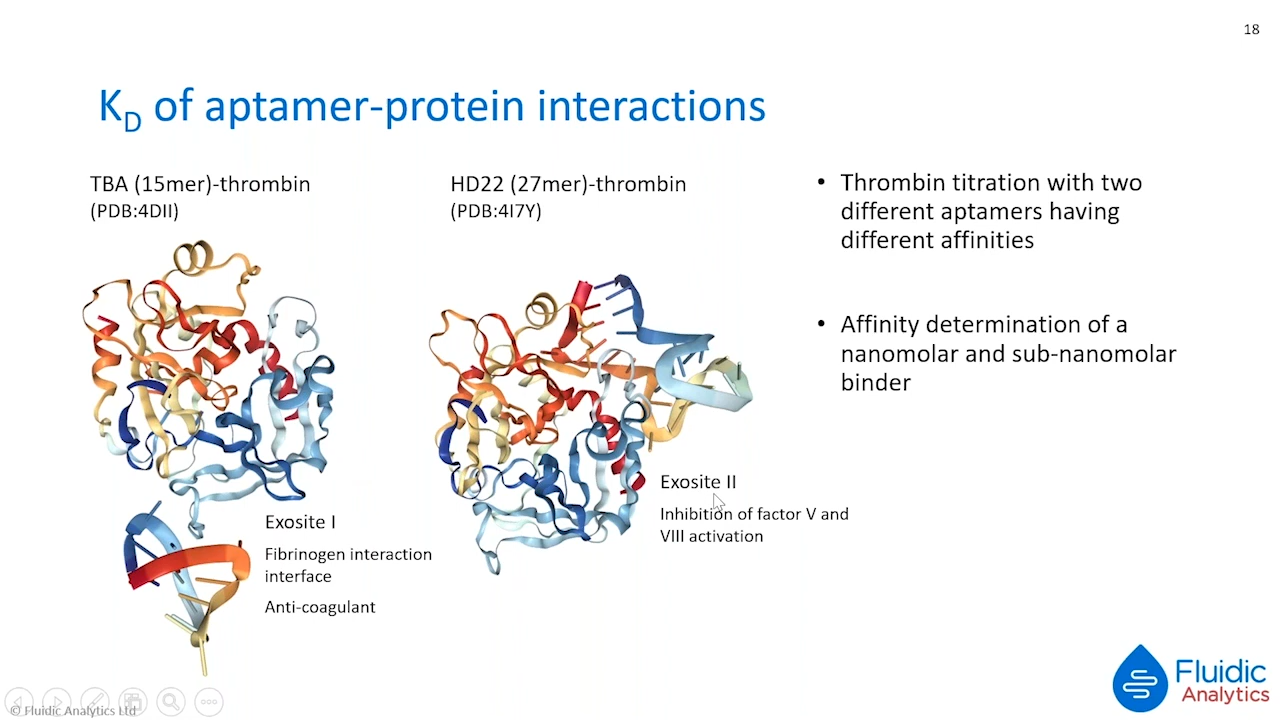 18
KD of aptamer-protein interactions
TBA (15mer)-thrombin
(PDB:4DII)
HD22 (27mer)-thrombin
(PDB:4I7Y)
• Thrombin titration with two
different aptamers having
different affinities
• Affinity determination of a
nanomolar and sub-nanomolar
binder
Exosite II
Inhibition of factor V and
VIII activation
Exosite I
Fibrinogen interaction
interface
Anti-coagulant
Fluidic
Analytics
© Fluidic Analytics Ltd